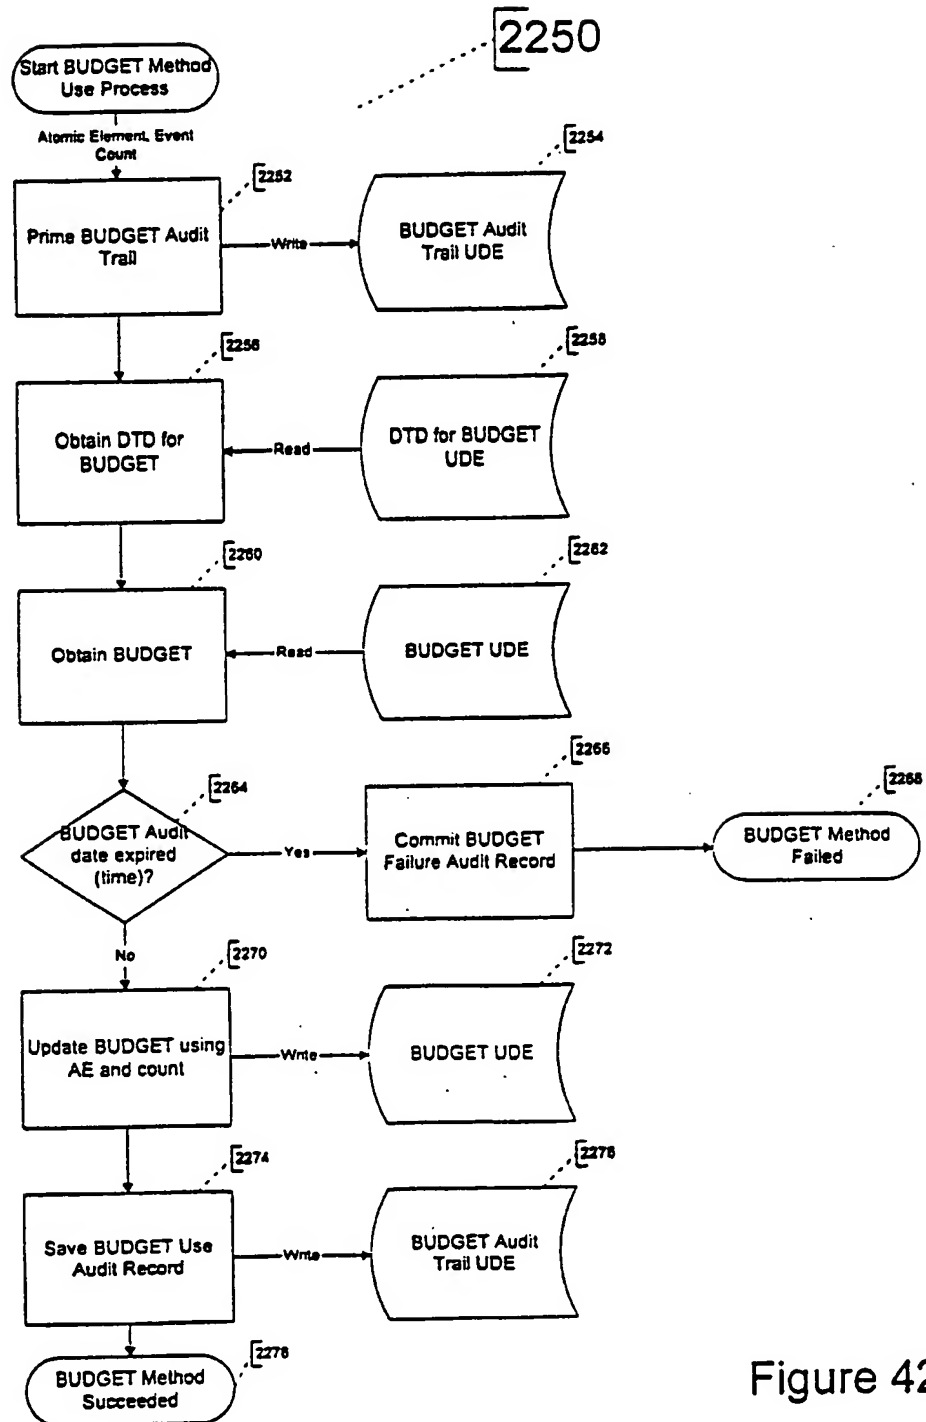 2250
Start BUDGET Method
Use Process
Atomic Element, Event
Count
2252
Prime BUDGET Audit
Trail
Write
2254
BUDGET Audit
Trail UDE
2256
Obtain DTD for
BUDGET
Read
2258
DTD for BUDGET
UDE
2260
Obtain BUDGET
Read
2262
BUDGET UDE
2264
BUDGET Audit
date expired
(time)?
Yes
2266
Commit BUDGET
Failure Audit Record
2268
BUDGET Method
Failed
No
2270
Update BUDGET using
AE and count
Write
2272
BUDGET UDE
2274
Save BUDGET Use
Audit Record
Write
2276
BUDGET Audit
Trail UDE
2278
BUDGET Method
Succeeded
Figure 42